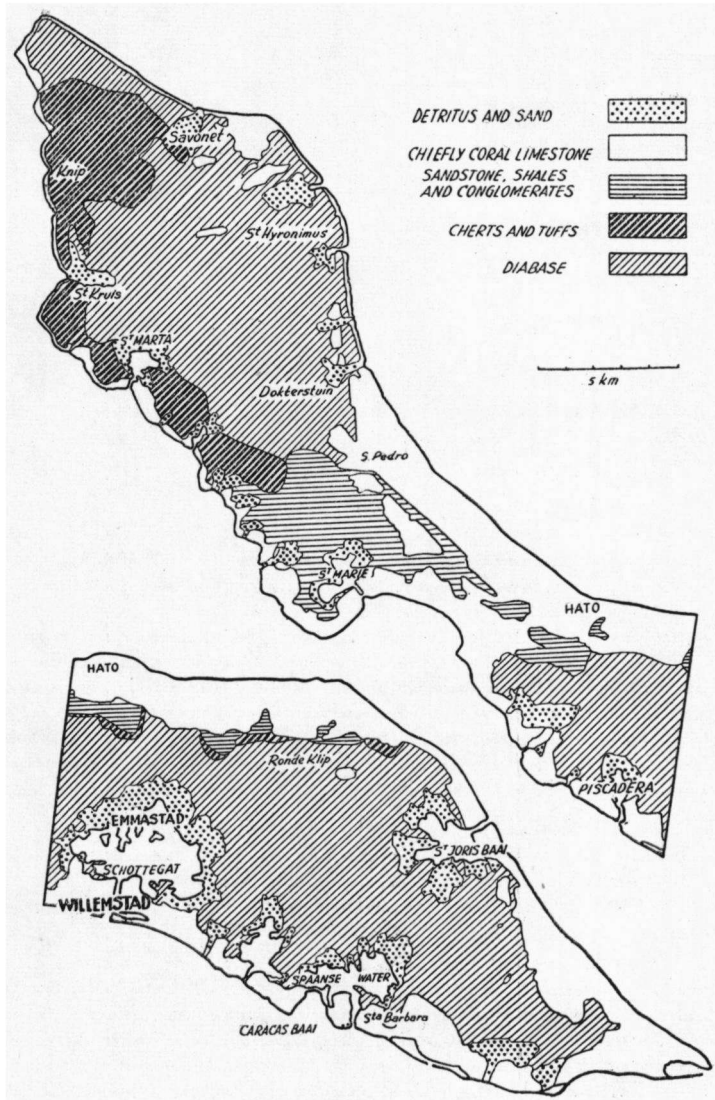 DETRITUS AND SAND
CHIEFLY CORAL LIMESTONE
SANDSTONE, SHALES
AND CONGLOMERATES
CHERTS AND TUFFS
DIABASE
5 km
Savonet
Knip
St Hyronimus
St Kruis
St MARTA
Dokterstuin
S. Pedro
St MARIE
HATO
PISCADERA
HATO
Ronde Klip
EMMASTAD
St JORIS BAAI
SCHOTTEGAT
WILLEMSTAD
SPAANSE WATER
Sta Barbara
CARACAS BAAI